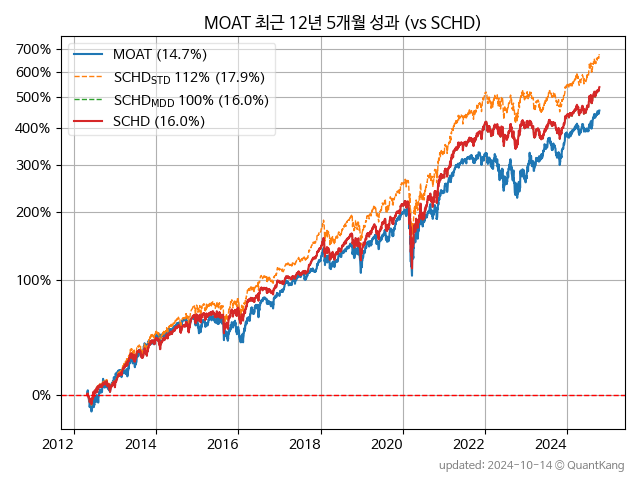 MOAT 최근 12년 5개월 성과 (vs SCHD)
700%
600%
500%
400%
300%
200%
100%
0%
MOAT (14.7%)
SCHD_STD 112% (17.9%)
SCHD_MDD 100% (16.0%)
SCHD (16.0%)
2012 2014 2016 2018 2020 2022 2024
updated: 2024-10-14 © QuantKang